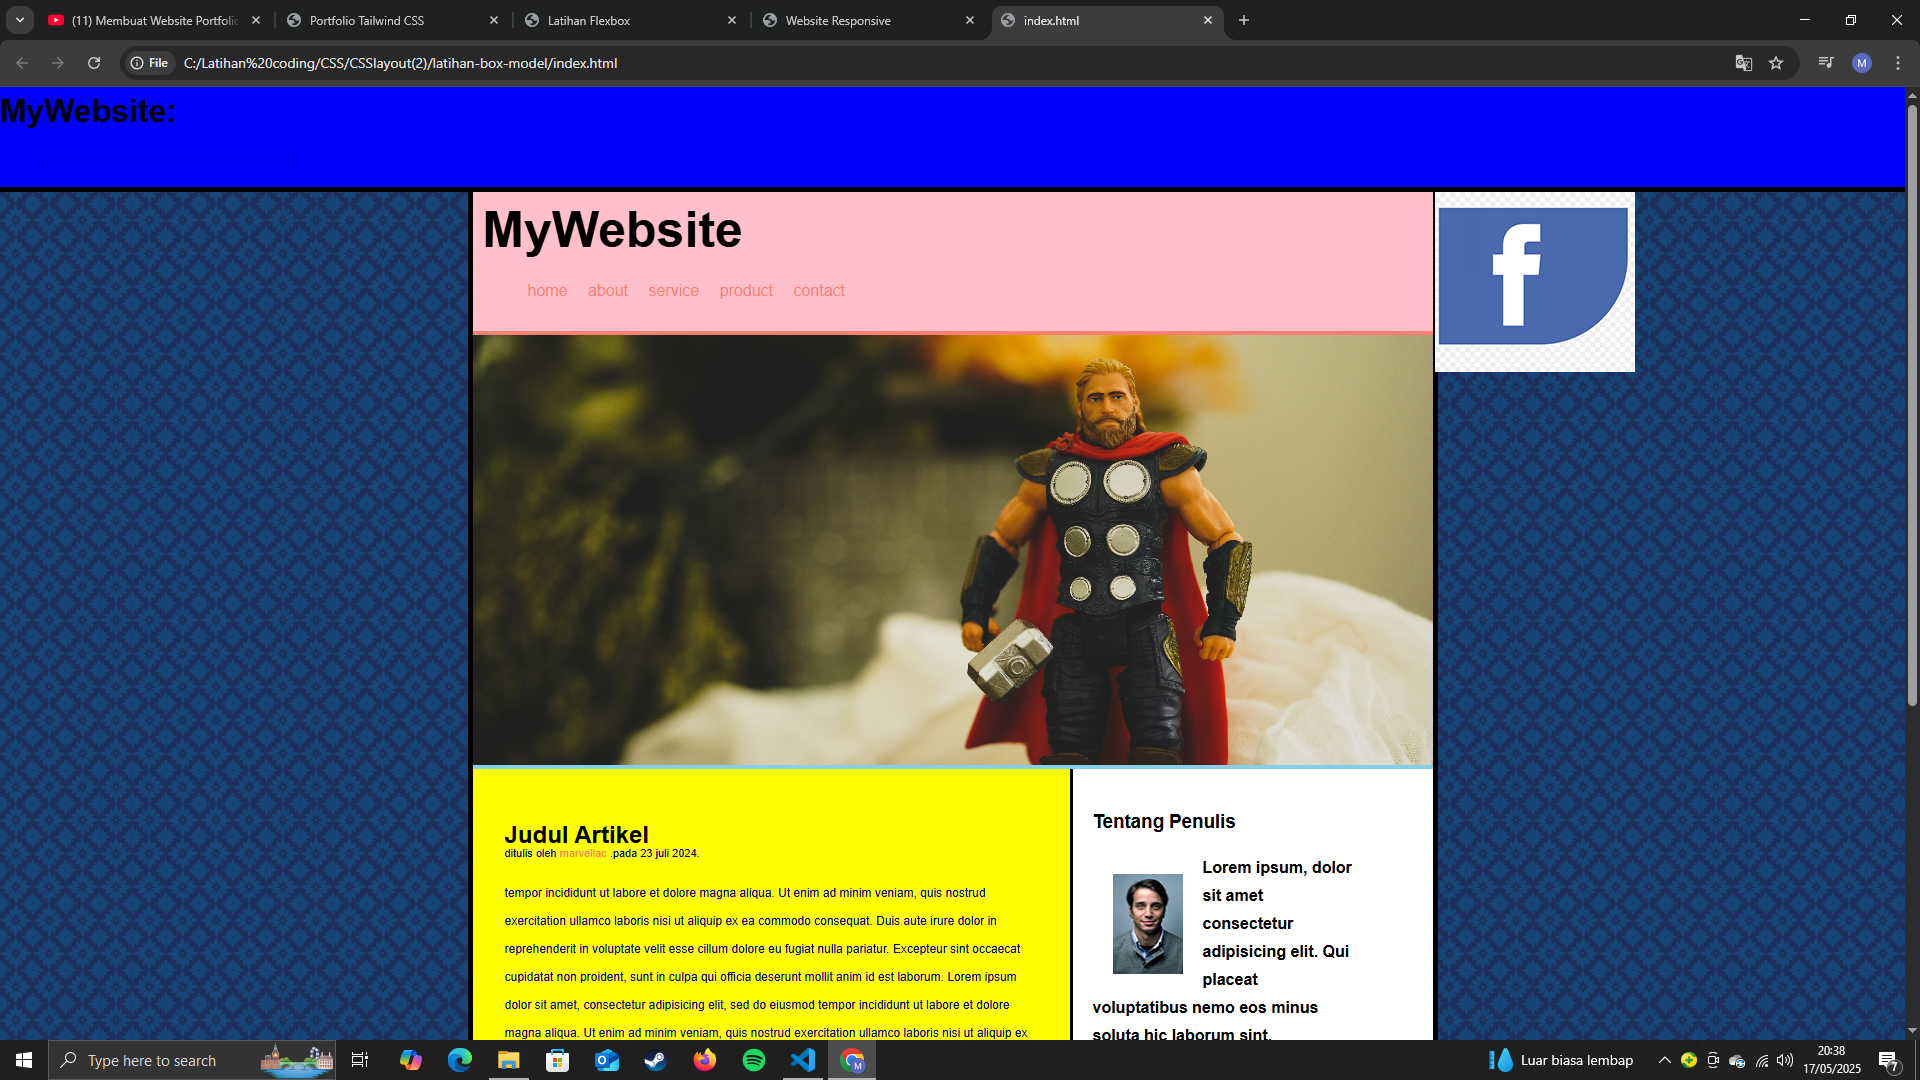 (11) Membuat Website Portfolio
Portfolio Tailwind CSS
Latihan Flexbox
Website Responsive
index.html
File
C:/Latihan%20coding/CSS/CSSlayout(2)/latihan-box-model/index.html
M
MyWebsite:
MyWebsite
home about service product contact
f
Judul Artikel
ditulis oleh marvellac .pada 23 juli 2024.
tempor incididunt ut labore et dolore magna aliqua. Ut enim ad minim veniam, quis nostrud
exercitation ullamco laboris nisi ut aliquip ex ea commodo consequat. Duis aute irure dolor in
reprehenderit in voluptate velit esse cillum dolore eu fugiat nulla pariatur. Excepteur sint occaecat
cupidatat non proident, sunt in culpa qui officia deserunt mollit anim id est laborum. Lorem ipsum
dolor sit amet, consectetur adipisicing elit, sed do eiusmod tempor incididunt ut labore et dolore
magna aliqua. Ut enim ad minim veniam, quis nostrud exercitation ullamco laboris nisi ut aliquip ex
Tentang Penulis
Lorem ipsum, dolor
sit amet
consectetur
adipisicing elit. Qui
placeat
voluptatibus nemo eos minus
soluta hic laborum sint.
Type here to search
M
Luar biasa lembap
20:38
17/05/2025
7